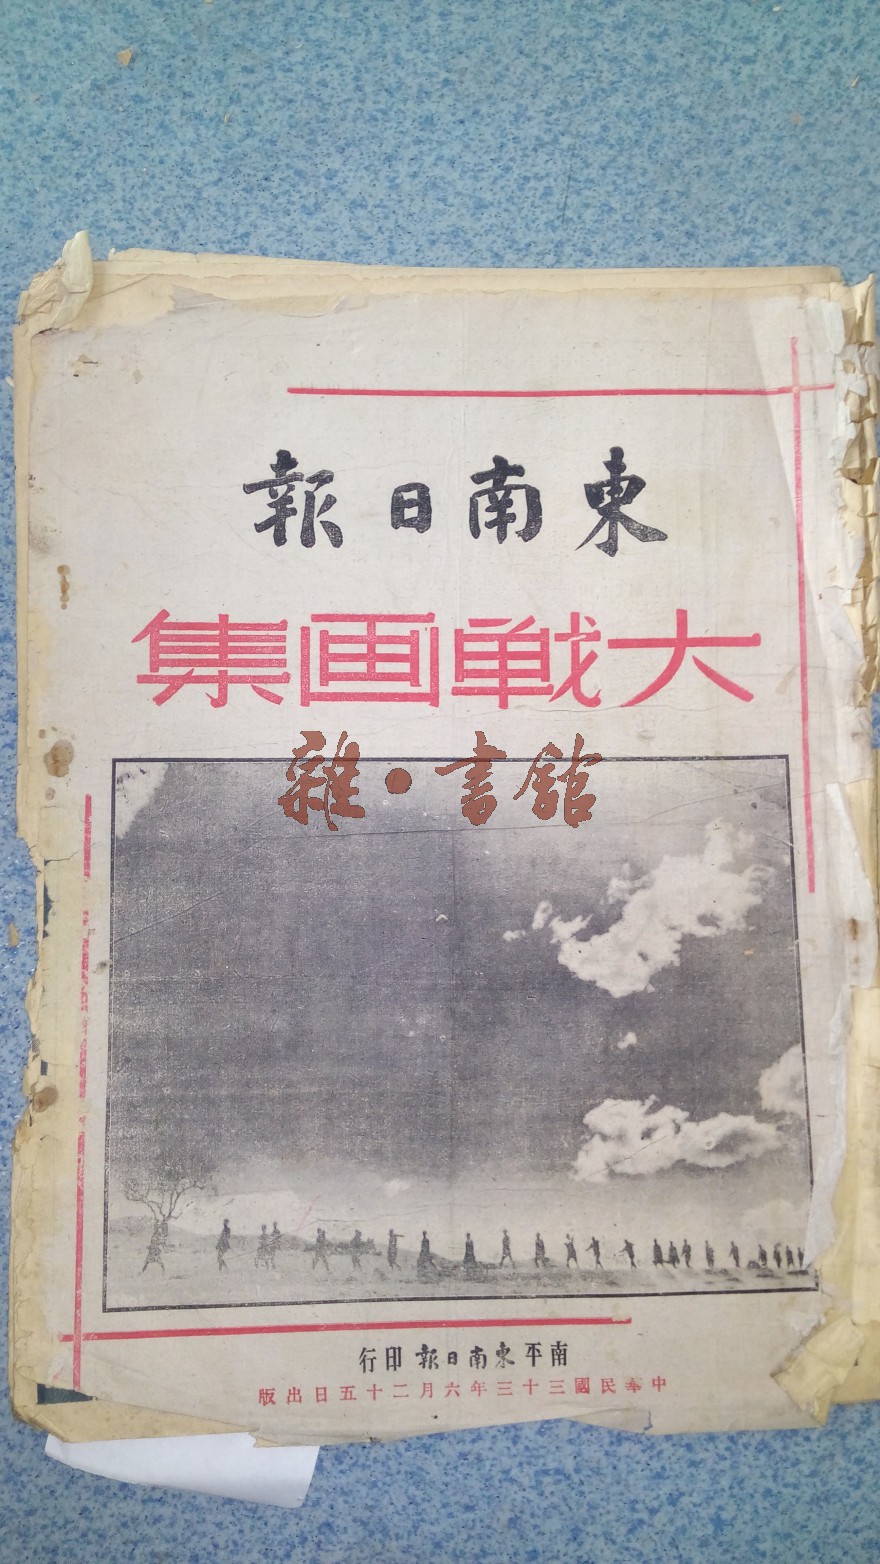 東南日報
大戰画集
雜·書館
南平東南日報印行
中華民國三十三年六月二十五日出版